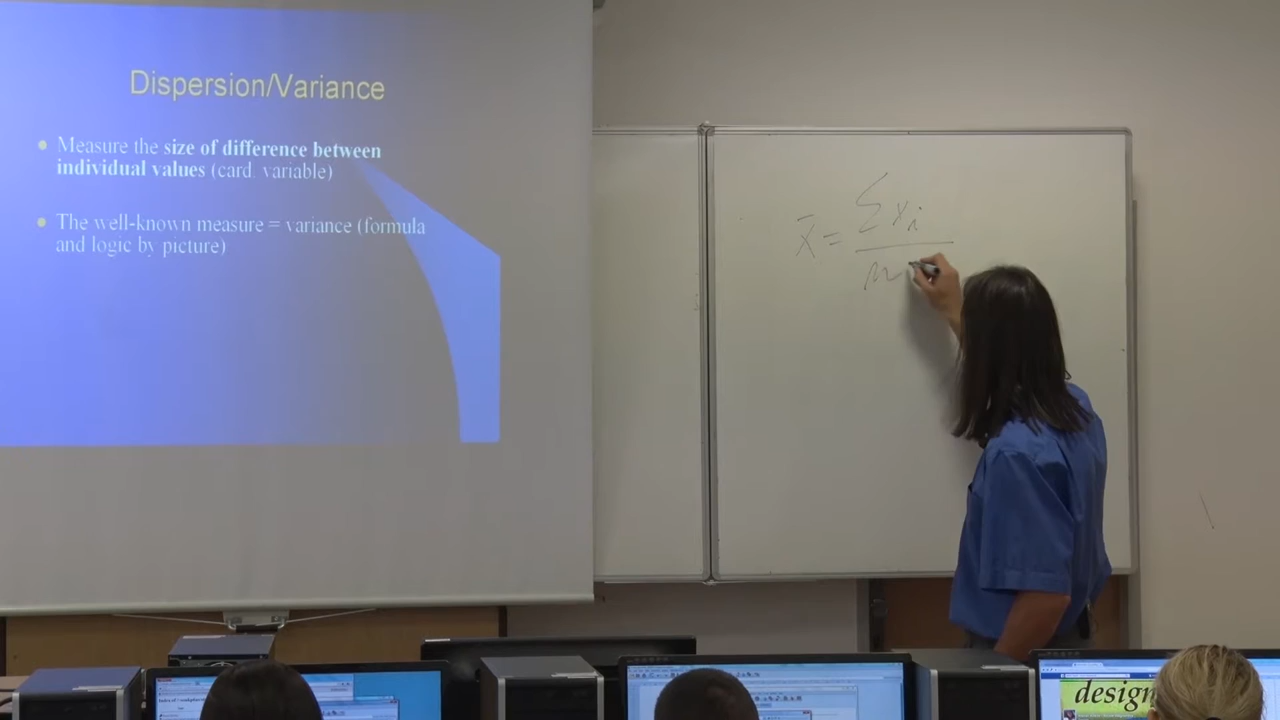 Dispersion/Variance
• Measure the size of difference between
individual values (card. variable)
• The well-known measure = variance (formula
and logic by picture)
x̄ = ∑ xᵢ
n
design